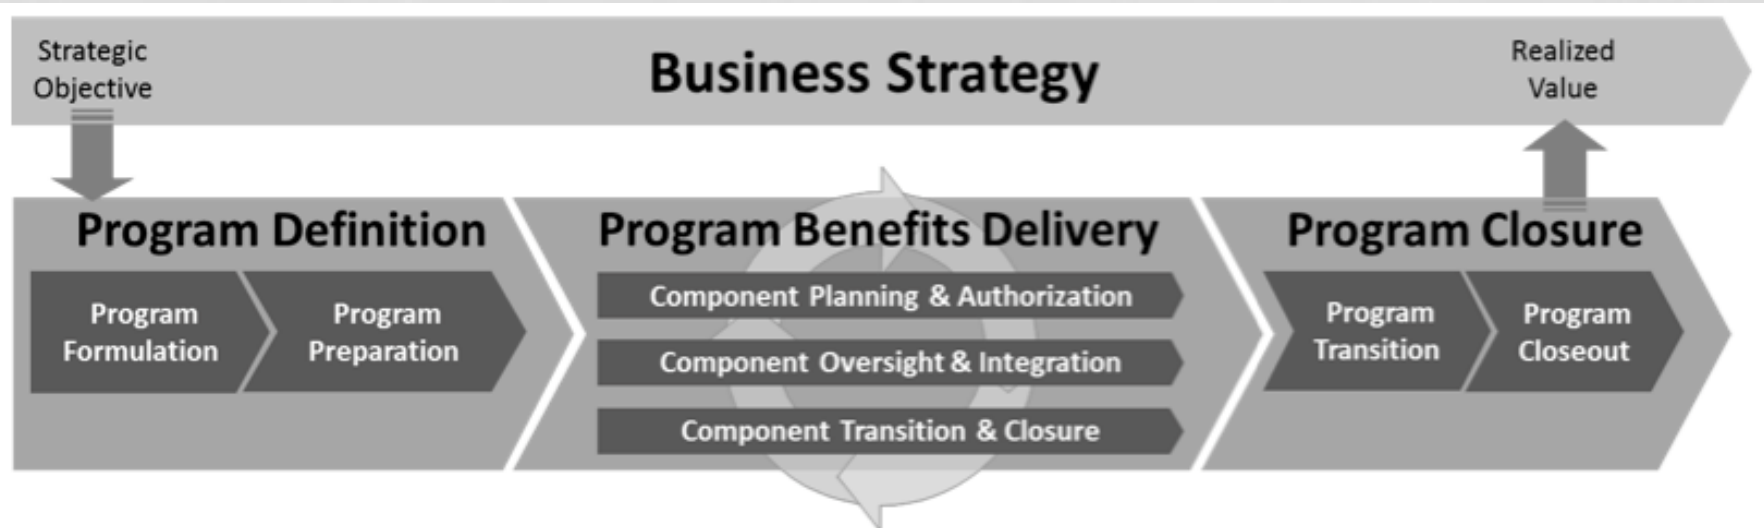 Strategic
Objective
Business Strategy
Realized
Value
Program Definition
Program
Formulation
Program
Preparation
Program Benefits Delivery
Component Planning & Authorization
Component Oversight & Integration
Component Transition & Closure
Program Closure
Program
Transition
Program
Closeout